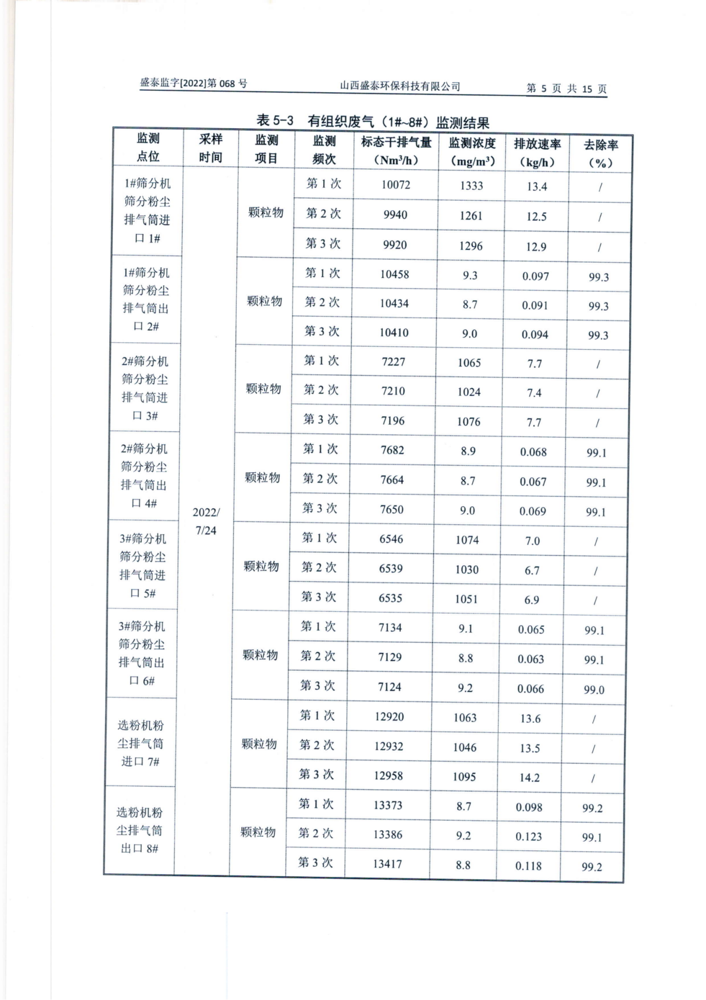 盛泰监字[2022]第 068 号 山西盛泰环保科技有限公司 第 5 页 共 15 页
表 5-3 有组织废气（1#~8#）监测结果
监测点位 采样时间 监测项目 监测频次 标态干排气量（Nm³/h） 监测浓度（mg/m³） 排放速率（kg/h） 去除率（%）
1#筛分机筛分粉尘排气筒进口 1# 2022/7/24 颗粒物 第 1 次 10072 1333 13.4 /
第 2 次 9940 1261 12.5 /
第 3 次 9920 1296 12.9 /
1#筛分机筛分粉尘排气筒出口 2# 颗粒物 第 1 次 10458 9.3 0.097 99.3
第 2 次 10434 8.7 0.091 99.3
第 3 次 10410 9.0 0.094 99.3
2#筛分机筛分粉尘排气筒进口 3# 颗粒物 第 1 次 7227 1065 7.7 /
第 2 次 7210 1024 7.4 /
第 3 次 7196 1076 7.7 /
2#筛分机筛分粉尘排气筒出口 4# 颗粒物 第 1 次 7682 8.9 0.068 99.1
第 2 次 7664 8.7 0.067 99.1
第 3 次 7650 9.0 0.069 99.1
3#筛分机筛分粉尘排气筒进口 5# 颗粒物 第 1 次 6546 1074 7.0 /
第 2 次 6539 1030 6.7 /
第 3 次 6535 1051 6.9 /
3#筛分机筛分粉尘排气筒出口 6# 颗粒物 第 1 次 7134 9.1 0.065 99.1
第 2 次 7129 8.8 0.063 99.1
第 3 次 7124 9.2 0.066 99.0
选粉机粉尘排气筒进口 7# 颗粒物 第 1 次 12920 1063 13.6 /
第 2 次 12932 1046 13.5 /
第 3 次 12958 1095 14.2 /
选粉机粉尘排气筒出口 8# 颗粒物 第 1 次 13373 8.7 0.098 99.2
第 2 次 13386 9.2 0.123 99.1
第 3 次 13417 8.8 0.118 99.2